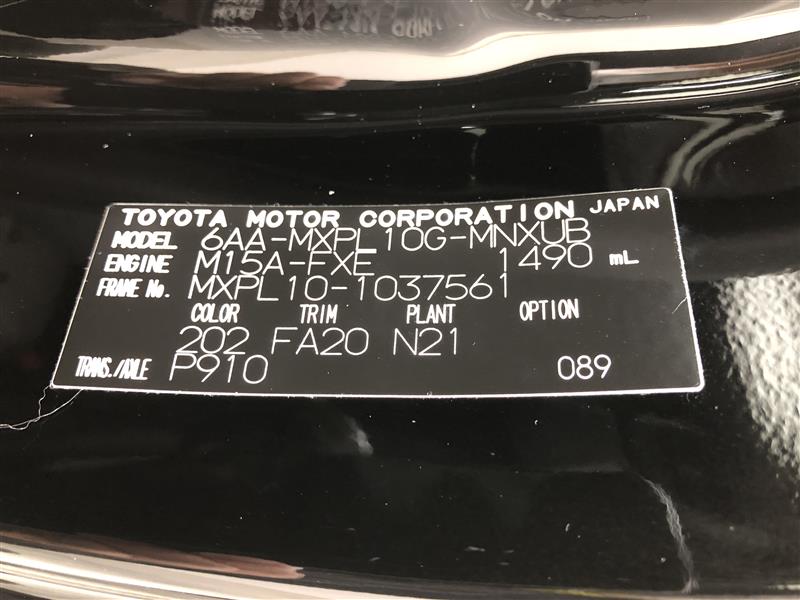 TOYOTA MOTOR CORPORATION JAPAN
MODEL 6AA-MXPL10G-MNXUB
ENGINE M15A-FXE 1490 mL
FRAME No. MXPL10-1037561
COLOR TRIM PLANT OPTION
202 FA20 N21
TRANS./AXLE P910 089